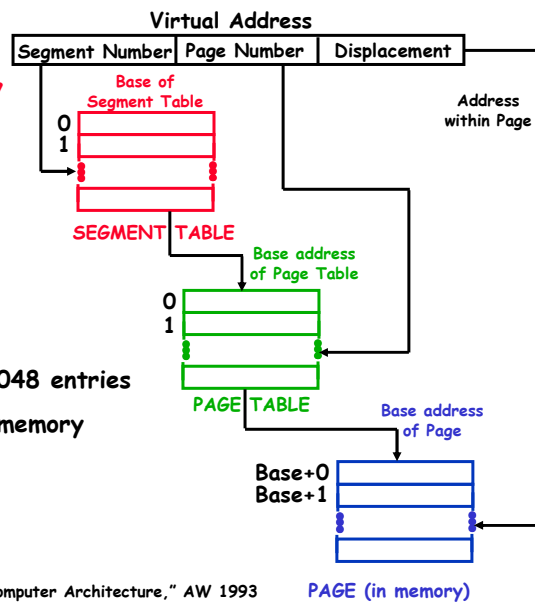 Virtual Address
Segment Number Page Number Displacement
Base of
Segment Table
Address
within Page
0
1
SEGMENT TABLE
Base address
of Page Table
0
1
048 entries
PAGE TABLE
memory
Base address
of Page
Base+0
Base+1
omputer Architecture,” AW 1993
PAGE (in memory)